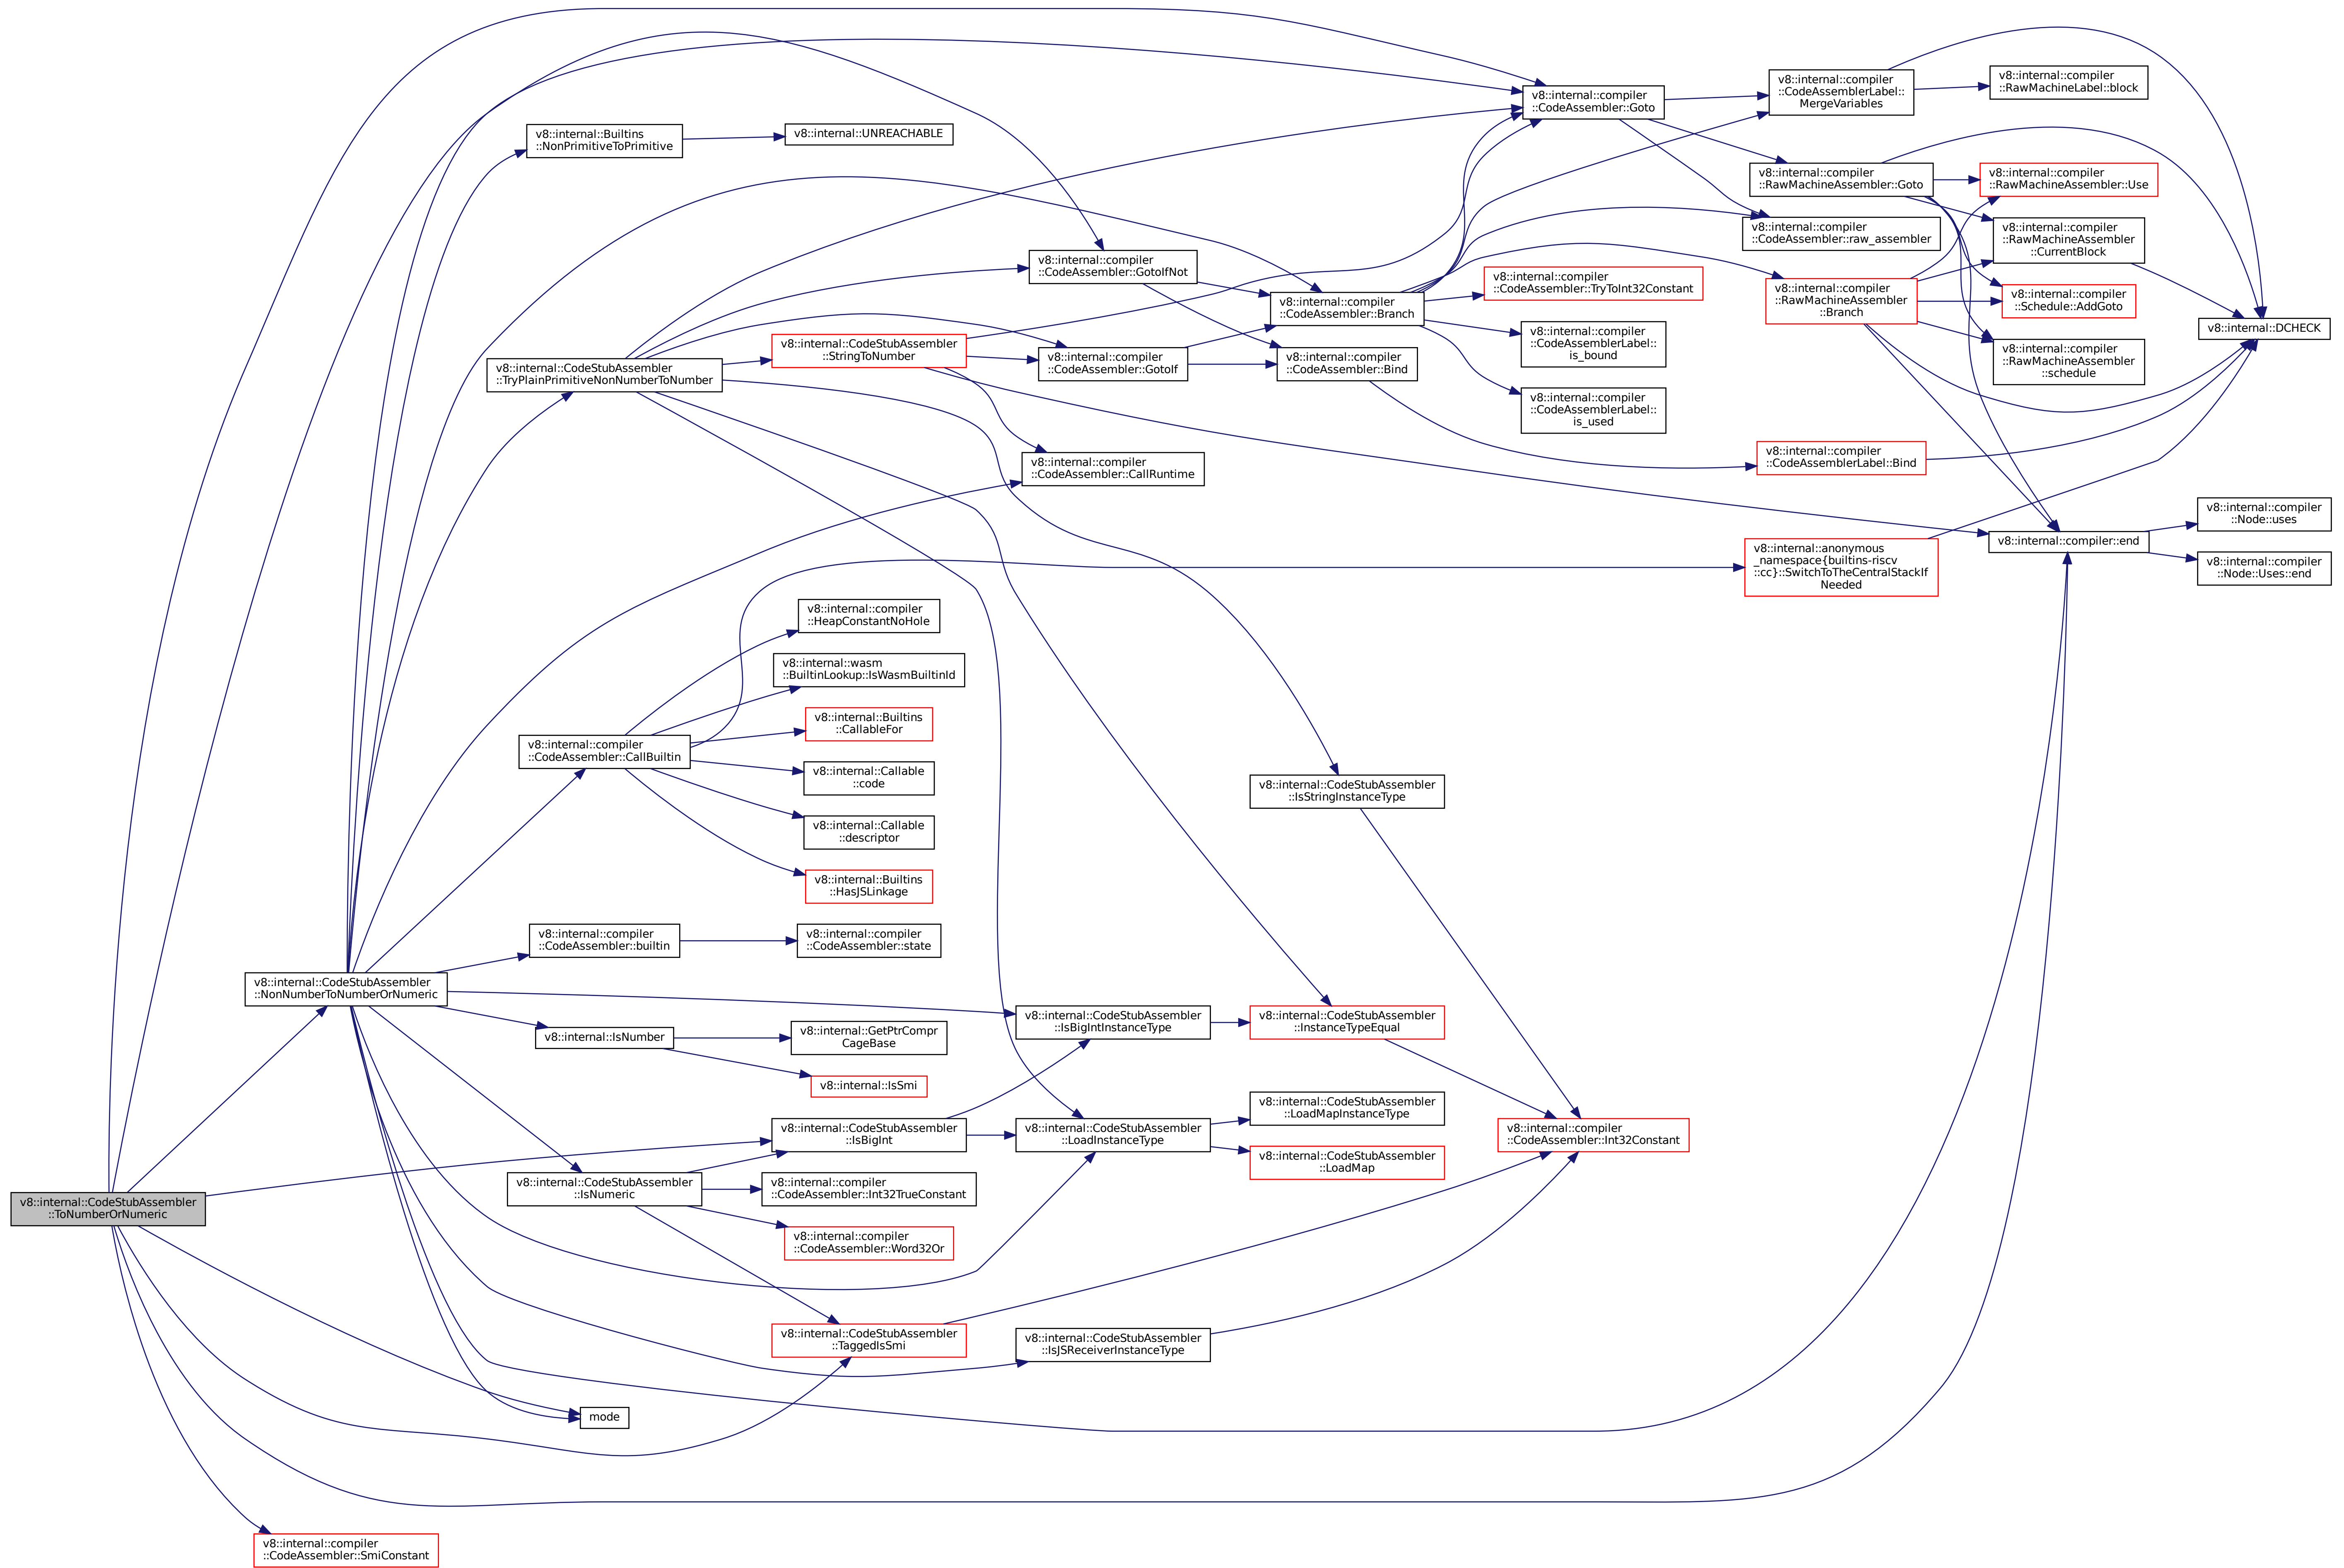 v8::internal::CodeStubAssembler
::ToNumberOrNumeric
v8::internal::CodeStubAssembler
::NonNumberToNumberOrNumeric
v8::internal::compiler
::CodeAssembler::SmiConstant
v8::internal::Builtins
::NonPrimitiveToPrimitive
v8::internal::CodeStubAssembler
::TryPlainPrimitiveNonNumberToNumber
v8::internal::compiler
::CodeAssembler::CallBuiltin
v8::internal::compiler
::CodeAssembler::builtin
v8::internal::IsNumber
v8::internal::CodeStubAssembler
::IsNumeric
mode
v8::internal::UNREACHABLE
v8::internal::CodeStubAssembler
::StringToNumber
v8::internal::compiler
::HeapConstantNoHole
v8::internal::wasm
::BuiltinLookup::IsWasmBuiltinId
v8::internal::Builtins
::CallableFor
v8::internal::Callable
::code
v8::internal::Callable
::descriptor
v8::internal::Builtins
::HasJSLinkage
v8::internal::compiler
::CodeAssembler::state
v8::internal::GetPtrCompr
CageBase
v8::internal::IsSmi
v8::internal::CodeStubAssembler
::IsBigInt
v8::internal::compiler
::CodeAssembler::Int32TrueConstant
v8::internal::compiler
::CodeAssembler::Word32Or
v8::internal::CodeStubAssembler
::TaggedIsSmi
v8::internal::compiler
::CodeAssembler::GotoIfNot
v8::internal::compiler
::CodeAssembler::GotoIf
v8::internal::compiler
::CodeAssembler::CallRuntime
v8::internal::CodeStubAssembler
::IsBigIntInstanceType
v8::internal::CodeStubAssembler
::LoadInstanceType
v8::internal::CodeStubAssembler
::IsJSReceiverInstanceType
v8::internal::compiler
::CodeAssembler::Branch
v8::internal::compiler
::CodeAssembler::Bind
v8::internal::CodeStubAssembler
::IsStringInstanceType
v8::internal::CodeStubAssembler
::InstanceTypeEqual
v8::internal::CodeStubAssembler
::LoadMapInstanceType
v8::internal::CodeStubAssembler
::LoadMap
v8::internal::compiler
::CodeAssembler::Goto
v8::internal::compiler
::CodeAssembler::TryToInt32Constant
v8::internal::compiler
::CodeAssemblerLabel::
is_bound
v8::internal::compiler
::CodeAssemblerLabel::
is_used
v8::internal::compiler
::CodeAssembler::Int32Constant
v8::internal::compiler
::CodeAssemblerLabel::
MergeVariables
v8::internal::compiler
::RawMachineAssembler::Goto
v8::internal::compiler
::CodeAssembler::raw_assembler
v8::internal::compiler
::RawMachineAssembler
::Branch
v8::internal::compiler
::CodeAssemblerLabel::Bind
v8::internal::anonymous
_namespace{builtins-riscv
::cc}::SwitchToTheCentralStackIf
Needed
v8::internal::compiler
::RawMachineLabel::block
v8::internal::compiler
::RawMachineAssembler::Use
v8::internal::compiler
::RawMachineAssembler
::CurrentBlock
v8::internal::compiler
::Schedule::AddGoto
v8::internal::compiler
::RawMachineAssembler
::schedule
v8::internal::compiler::end
v8::internal::DCHECK
v8::internal::compiler
::Node::uses
v8::internal::compiler
::Node::Uses::end